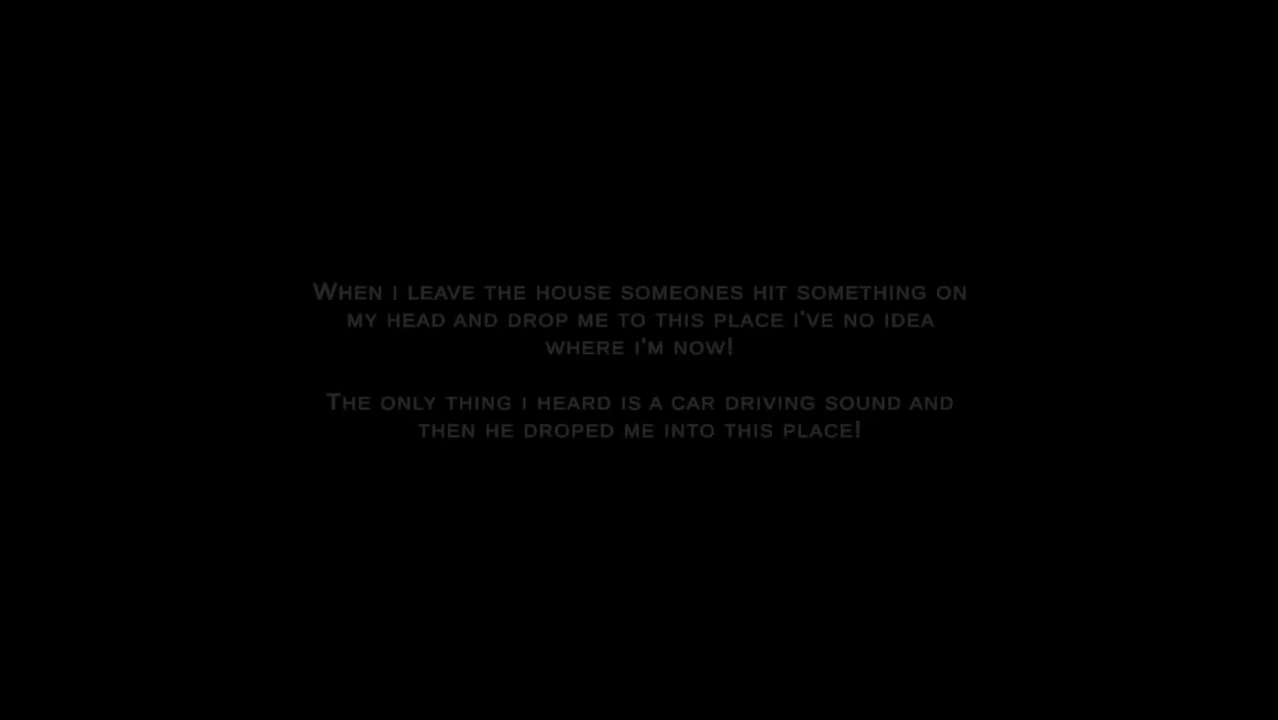 When i leave the house someones hit something on
my head and drop me to this place i've no idea
where i'm now!
The only thing i heard is a car driving sound and
then he droped me into this place!